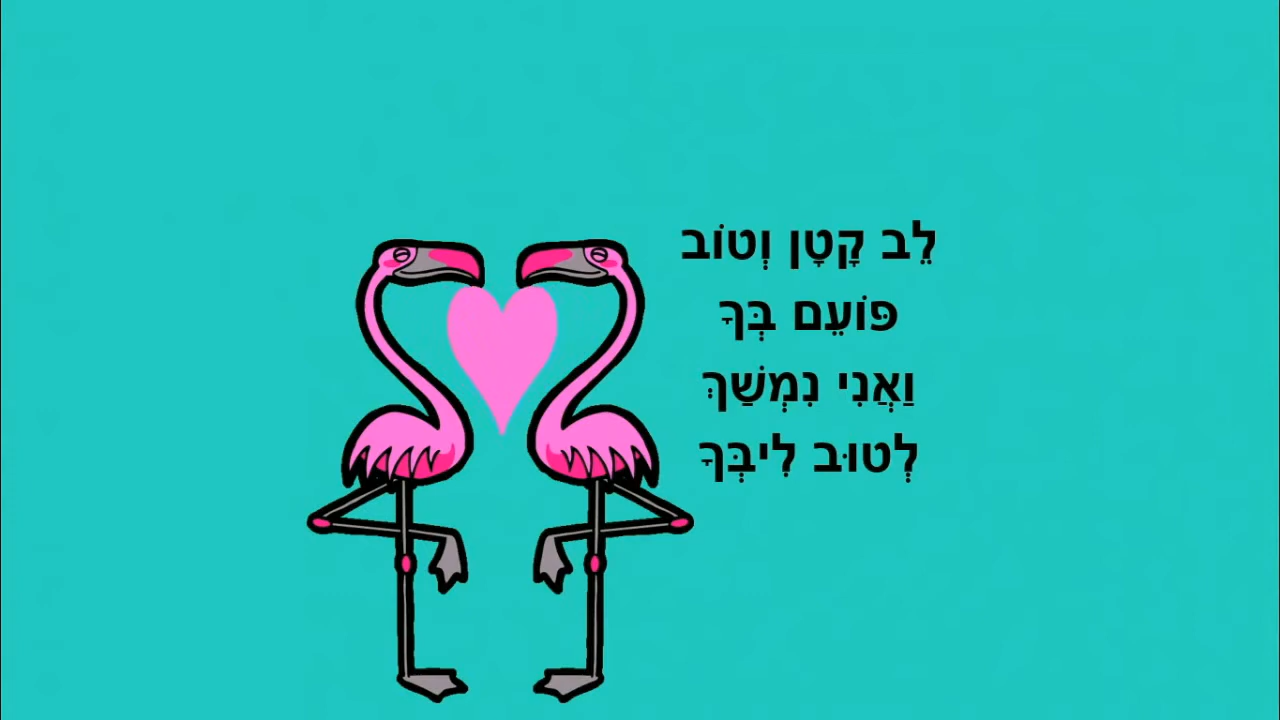 לֵב קָטָן וְטוֹב
פּוֹעֵם בְּךָ
וַאֲנִי נִמְשַׁךְ
לְטוּב לִיבְּךָ